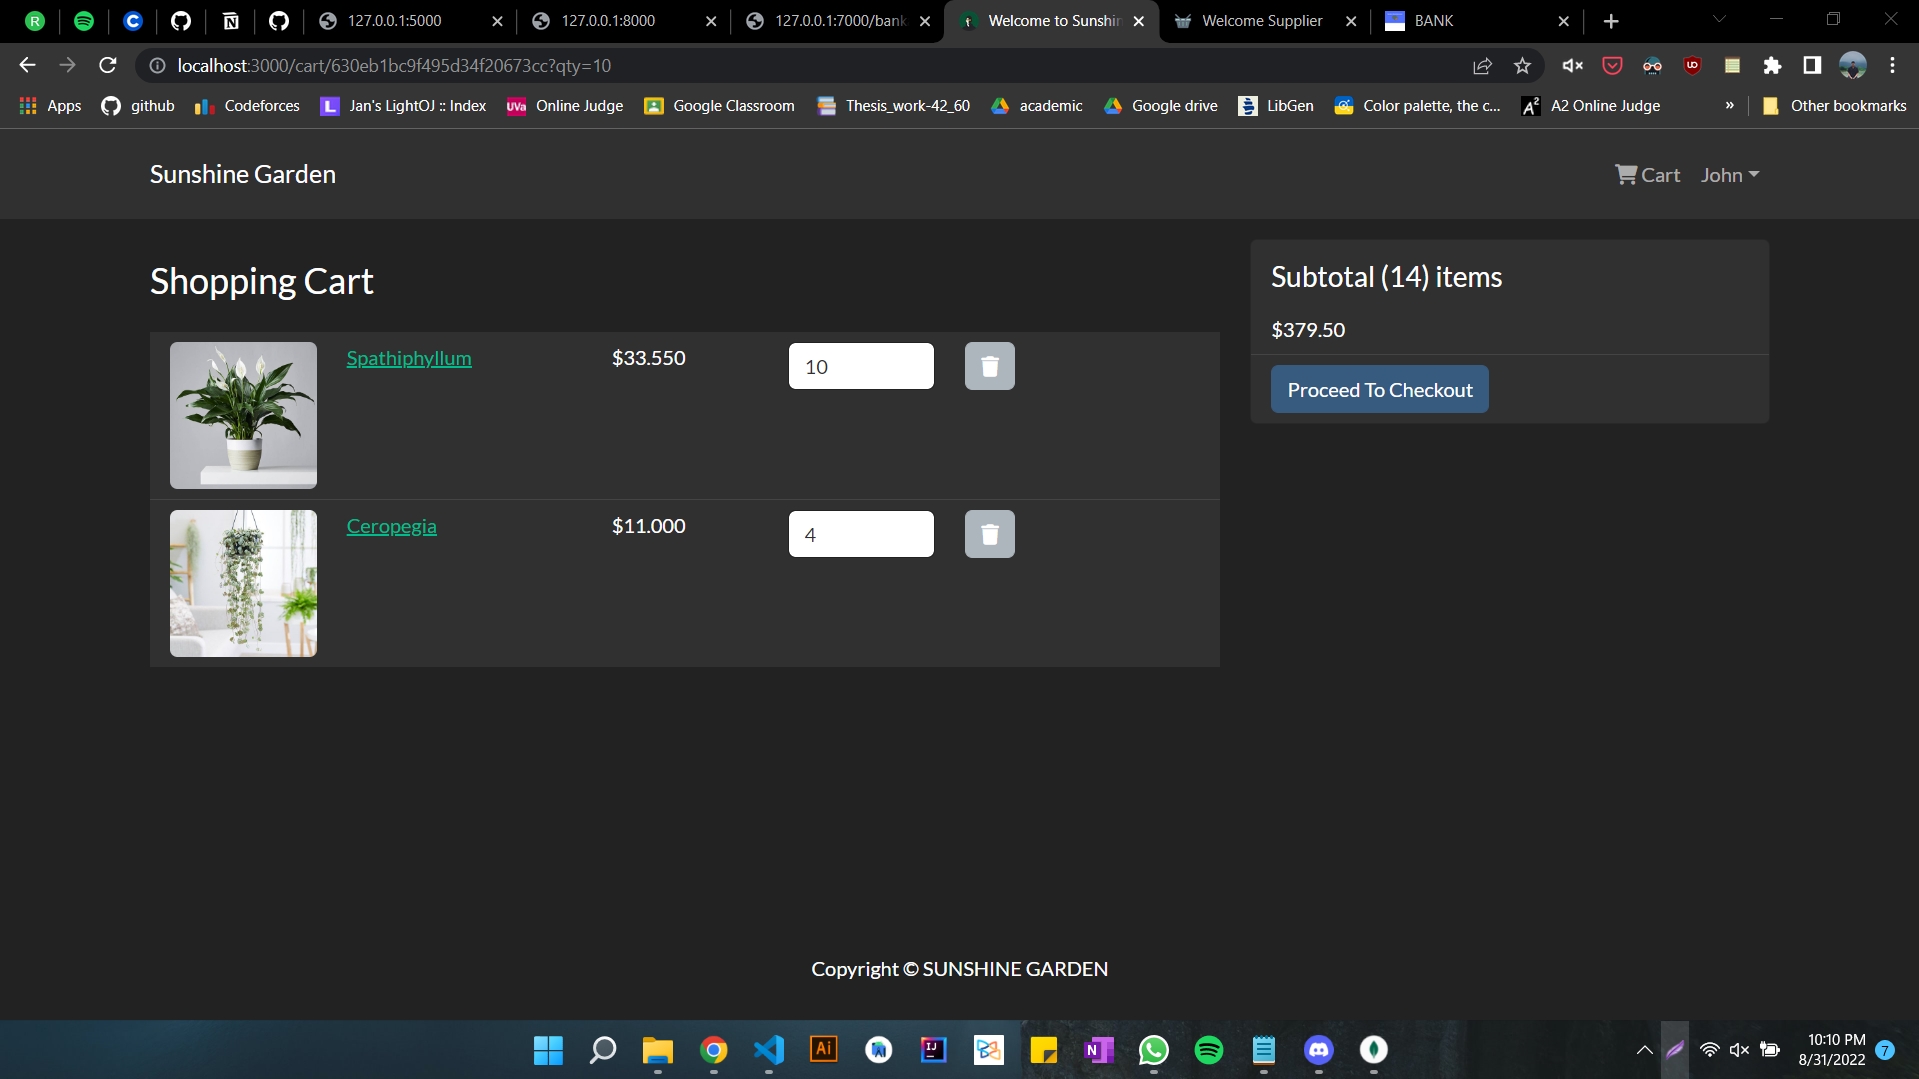 127.0.0.1:5000
127.0.0.1:8000
127.0.0.1:7000/bank
Welcome to Sunshin
Welcome Supplier
BANK
localhost:3000/cart/630eb1bc9f495d34f20673cc?qty=10
Apps
github
Codeforces
Jan's LightOJ :: Index
Online Judge
Google Classroom
Thesis_work-42_60
academic
Google drive
LibGen
Color palette, the c...
A2 Online Judge
»
Other bookmarks
Sunshine Garden
Cart
John
Shopping Cart
Spathiphyllum
$33.550
10
Ceropegia
$11.000
4
Subtotal (14) items
$379.50
Proceed To Checkout
Copyright © SUNSHINE GARDEN
10:10 PM
8/31/2022
7